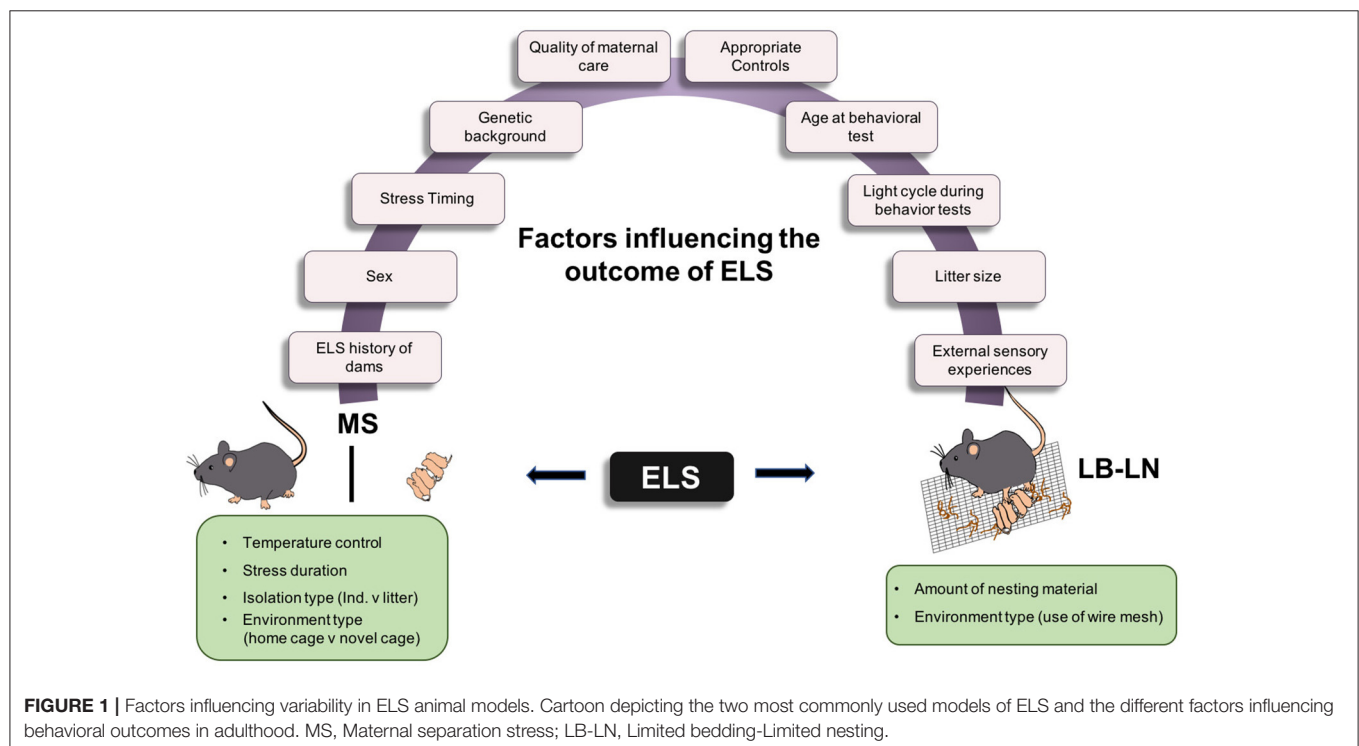 Quality of maternal
care
Appropriate
Controls
Genetic
background
Age at behavioral
test
Stress Timing
Light cycle during
behavior tests
Factors influencing the
outcome of ELS
Sex
Litter size
ELS history of
dams
External sensory
experiences
MS
ELS
LB-LN
• Temperature control
• Stress duration
• Isolation type (Ind. v litter)
• Environment type
(home cage v novel cage)
• Amount of nesting material
• Environment type (use of wire mesh)
FIGURE 1 | Factors influencing variability in ELS animal models. Cartoon depicting the two most commonly used models of ELS and the different factors influencing
behavioral outcomes in adulthood. MS, Maternal separation stress; LB-LN, Limited bedding-Limited nesting.